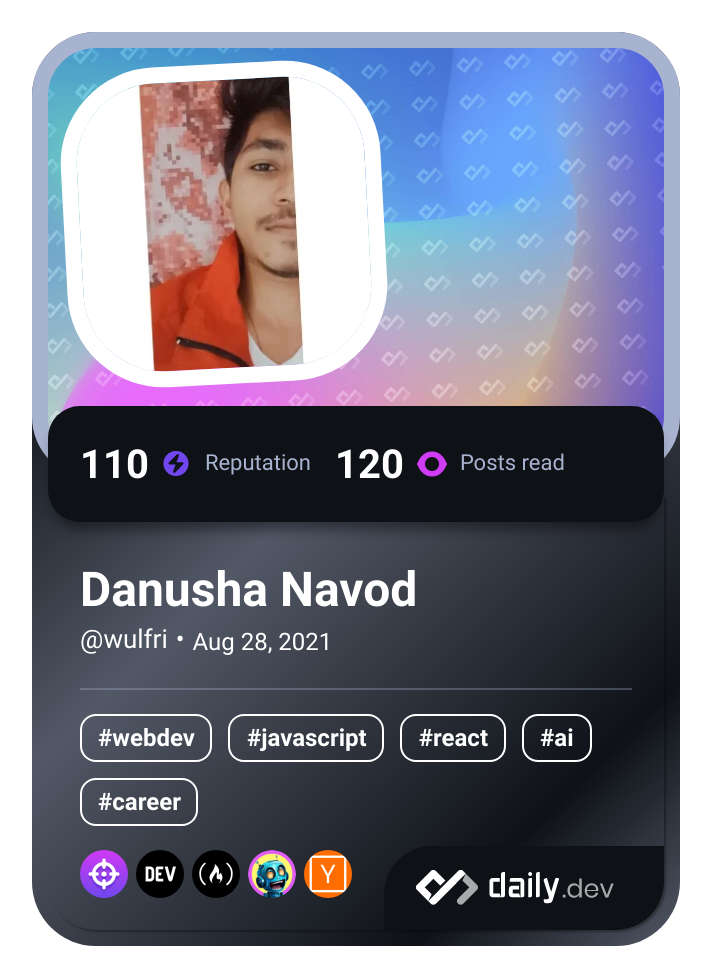 110 Reputation 120 Posts read
Danusha Navod
@wulfri • Aug 28, 2021
#webdev #javascript #react #ai
#career
DEV Y daily.dev